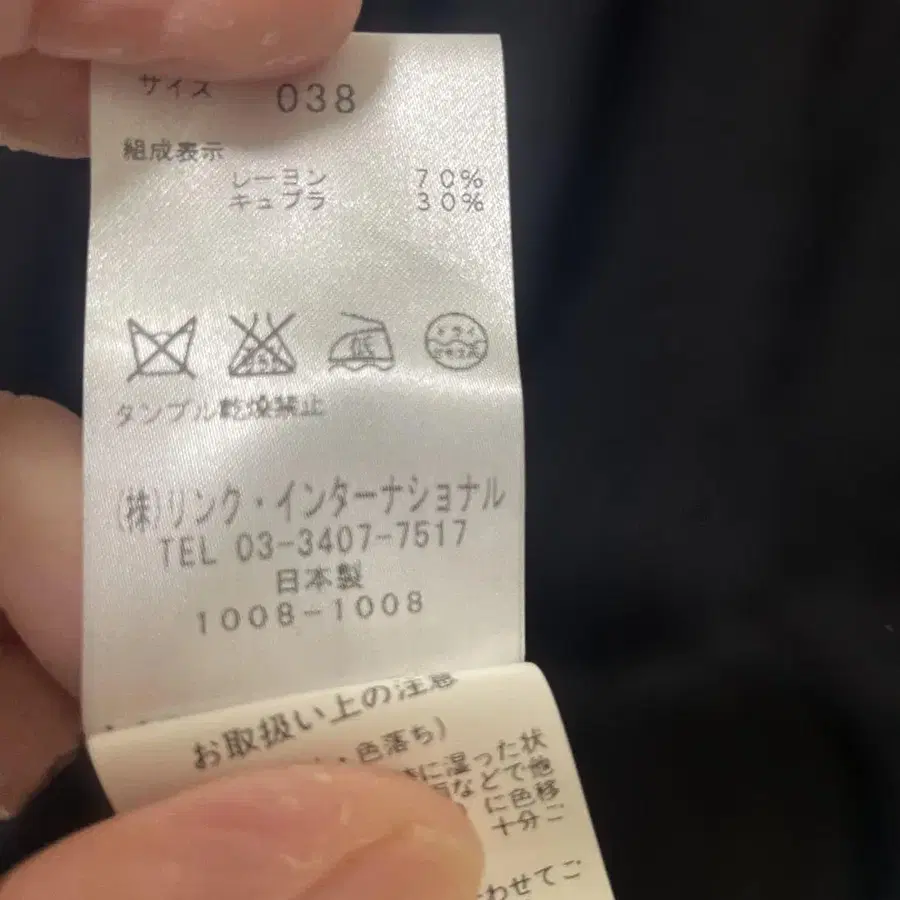 サイズ 038
組成表示
レーヨン 70%
キュプラ 30%
低
ドライ
タンブル乾燥禁止
(株)リンク・インターナショナル
TEL 03-3407-7517
日本製
1008-1008
お取扱い上の注意
・色落ち)
に湿った状
などで他
に色移
十分ご
わせてご